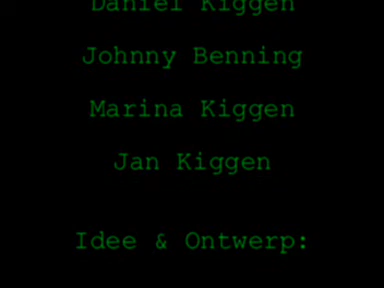 Daniel Kiggen
Johnny Benning
Marina Kiggen
Jan Kiggen
Idee & Ontwerp: